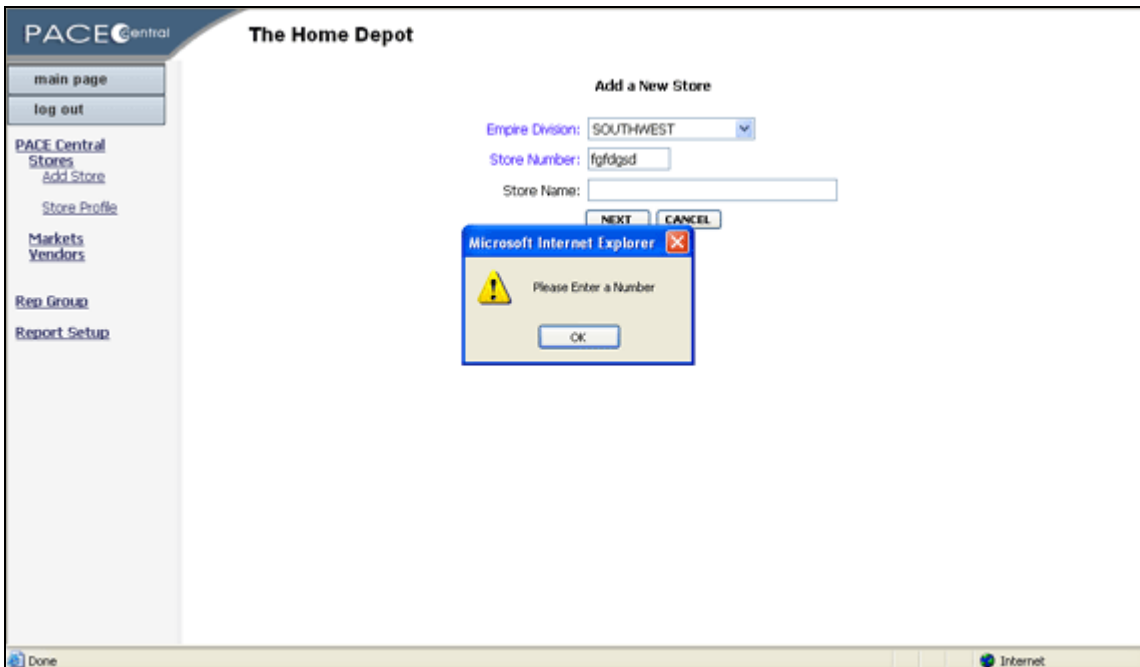 PACE Central
The Home Depot
main page
log out
PACE Central
Stores
Add Store
Store Profile
Markets
Vendors
Rep Group
Report Setup
Add a New Store
Empire Division: SOUTHWEST
Store Number: fgfdgsd
Store Name:
NEXT CANCEL
Microsoft Internet Explorer
Please Enter a Number
OK
Done
Internet